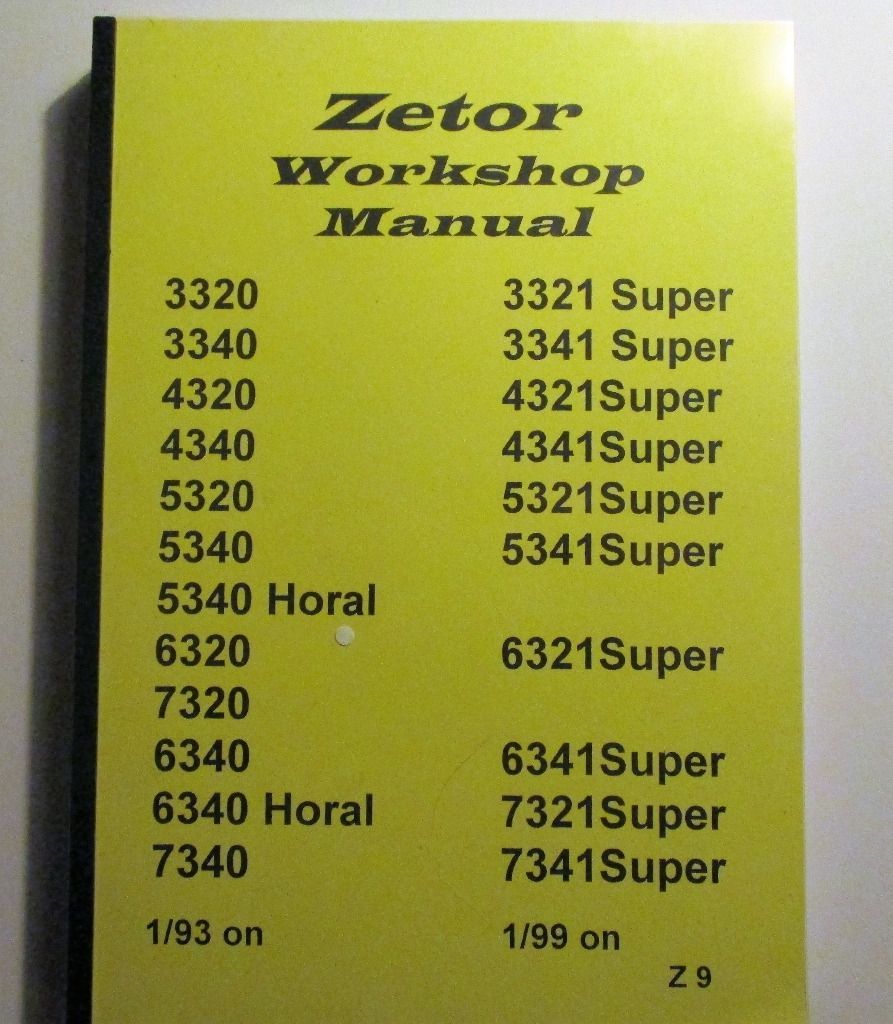 Zetor
Workshop
Manual
3320 3321 Super
3340 3341 Super
4320 4321Super
4340 4341Super
5320 5321Super
5340 5341Super
5340 Horal
6320 6321Super
7320
6340 6341Super
6340 Horal 7321Super
7340 7341Super
1/93 on 1/99 on
Z 9